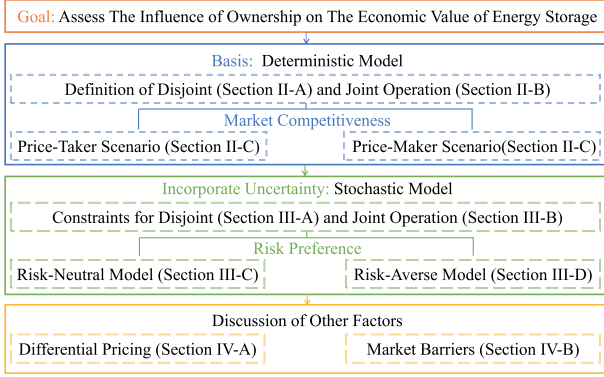 Goal: Assess The Influence of Ownership on The Economic Value of Energy Storage
Basis: Deterministic Model
Definition of Disjoint (Section II-A) and Joint Operation (Section II-B)
Market Competitiveness
Price-Taker Scenario (Section II-C)
Price-Maker Scenario(Section II-C)
Incorporate Uncertainty: Stochastic Model
Constraints for Disjoint (Section III-A) and Joint Operation (Section III-B)
Risk Preference
Risk-Neutral Model (Section III-C)
Risk-Averse Model (Section III-D)
Discussion of Other Factors
Differential Pricing (Section IV-A)
Market Barriers (Section IV-B)